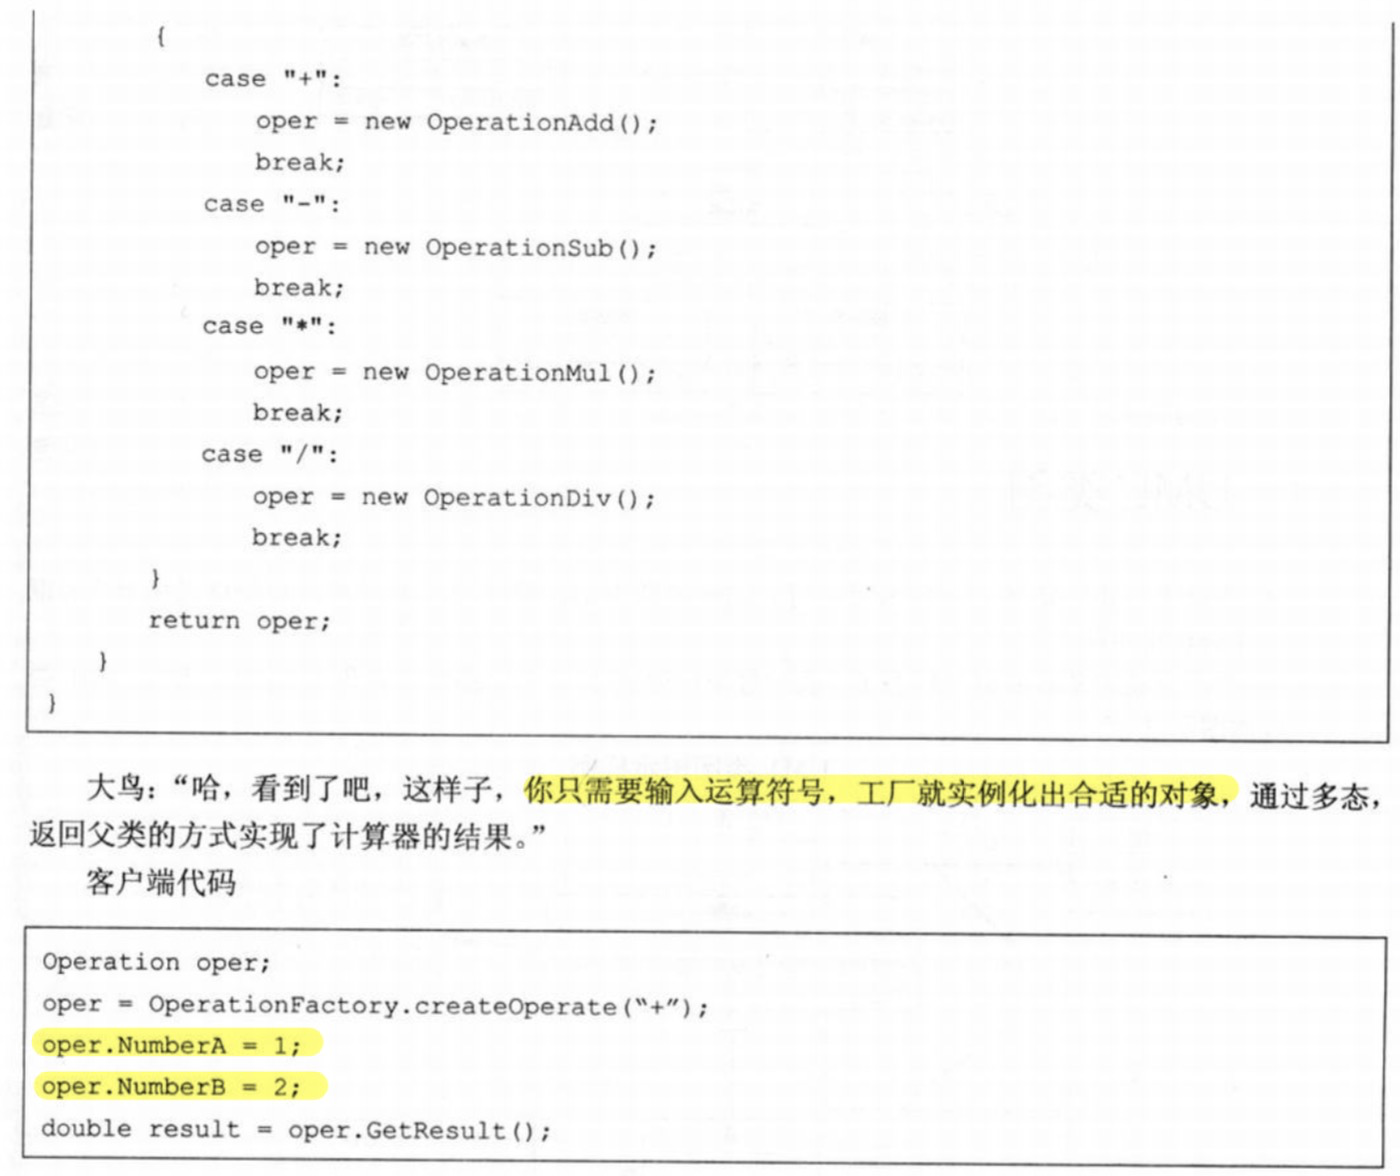 {
case "+":
oper = new OperationAdd();
break;
case "-":
oper = new OperationSub();
break;
case "*":
oper = new OperationMul();
break;
case "/":
oper = new OperationDiv();
break;
}
return oper;
}
}
大鸟：“哈，看到了吧，这样子，你只需要输入运算符号，工厂就实例化出合适的对象，通过多态，
返回父类的方式实现了计算器的结果。”
客户端代码
Operation oper;
oper = OperationFactory.createOperate(“+”);
oper.NumberA = 1;
oper.NumberB = 2;
double result = oper.GetResult();